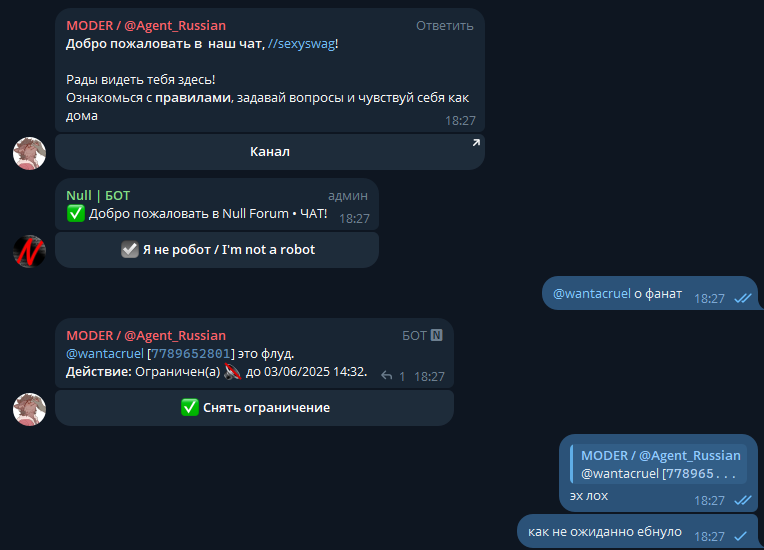 MODER / @Agent_Russian Ответить
Добро пожаловать в наш чат, //sexyswag!
Рады видеть тебя здесь!
Ознакомься с правилами, задавай вопросы и чувствуй себя как
дома
18:27
Канал
Null | БОТ админ
✅ Добро пожаловать в Null Forum • ЧАТ! 18:27
Я не робот / I'm not a robot
@wantacruel о фанат 18:27
MODER / @Agent_Russian БОТ N
@wantacruel [7789652801] это флуд.
Действие: Ограничен(а) до 03/06/2025 14:32. 1 18:27
✅ Снять ограничение
MODER / @Agent_Russian
@wantacruel [778965...
эх лох 18:27
как не ожиданно ебнуло 18:27